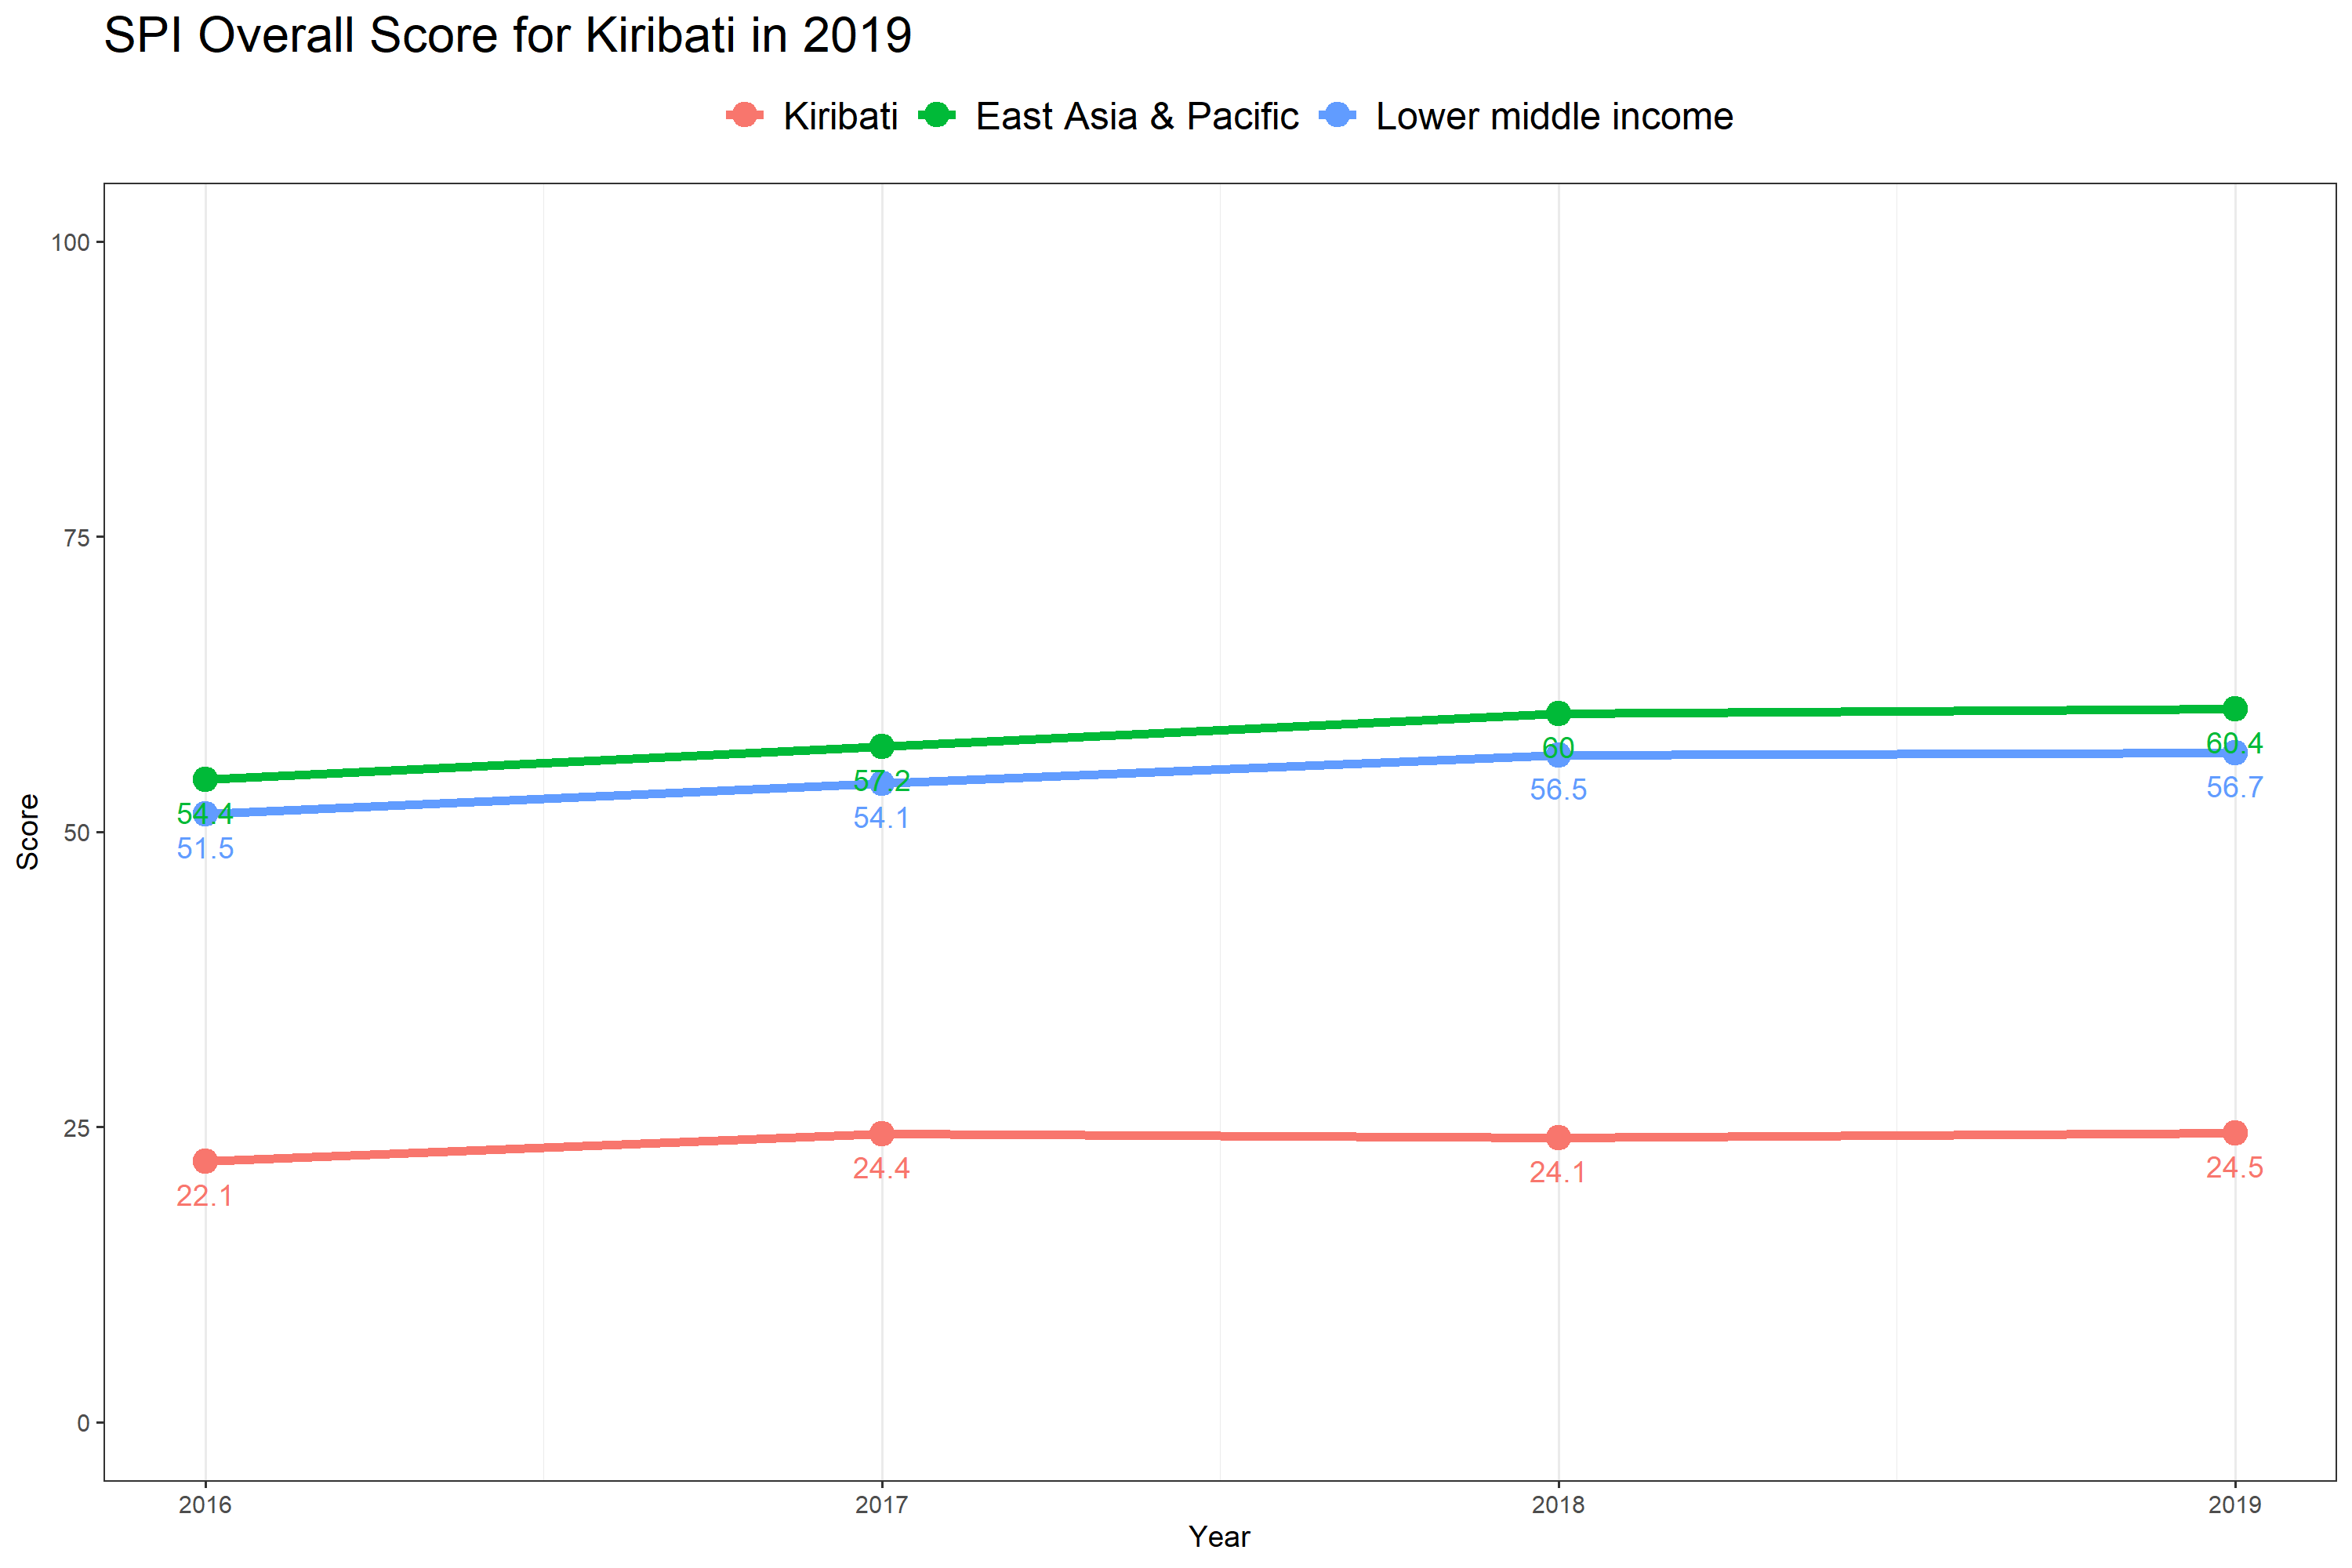 SPI Overall Score for Kiribati in 2019
Kiribati East Asia & Pacific Lower middle income
100
75
50
25
0
Score
54.4 57.2 60 60.4
51.5 54.1 56.5 56.7
22.1 24.4 24.1 24.5
2016 2017 2018 2019
Year